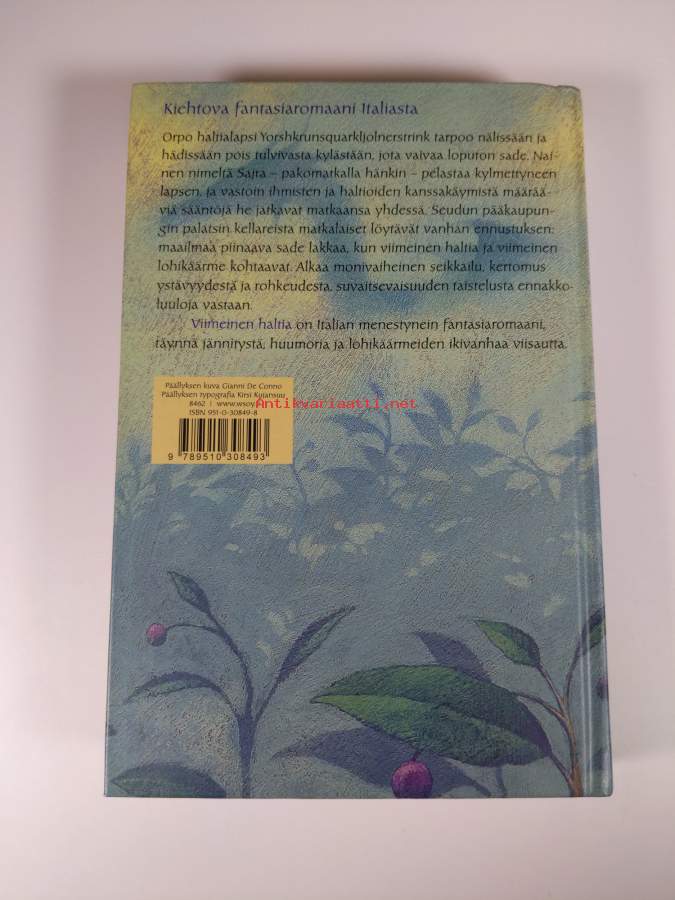 Kiehtova fantasiaromaani Italiasta
Orpo haltialapsi Yorshkrunsquarkljolnerstrink tarpoo nälissään ja
hädissään pois tulvivasta kylästään, jota vaivaa loputon sade. Nai-
nen nimeltä Sajra – pakomatkalla hänkin – pelastaa kylmettyneen
lapsen, ja vastoin ihmisten ja haltioiden kanssakäymistä määrää-
viä sääntöjä he jatkavat matkaansa yhdessä. Seudun pääkaupun-
gin palatsin kellareista matkalaiset löytävät vanhan ennustuksen:
maailmaa piinaava sade lakkaa, kun viimeinen haltia ja viimeinen
lohikäärme kohtaavat. Alkaa monivaiheinen seikkailu, kertomus
ystävyydestä ja rohkeudesta, suvaitsevaisuuden taistelusta ennakko-
luuloja vastaan.
Viimeinen haltia on Italian menestynein fantasiaromaani,
täynnä jännitystä, huumoria ja lohikäärmeiden ikivanhaa viisautta.
Päällyksen kuva Gianni De Conno
Päällyksen typografia Kirsi Kujansuu
84.2 | www.wsoy
Antikvariaatti.net
ISBN 951-0-30849-8
9 789510 308493